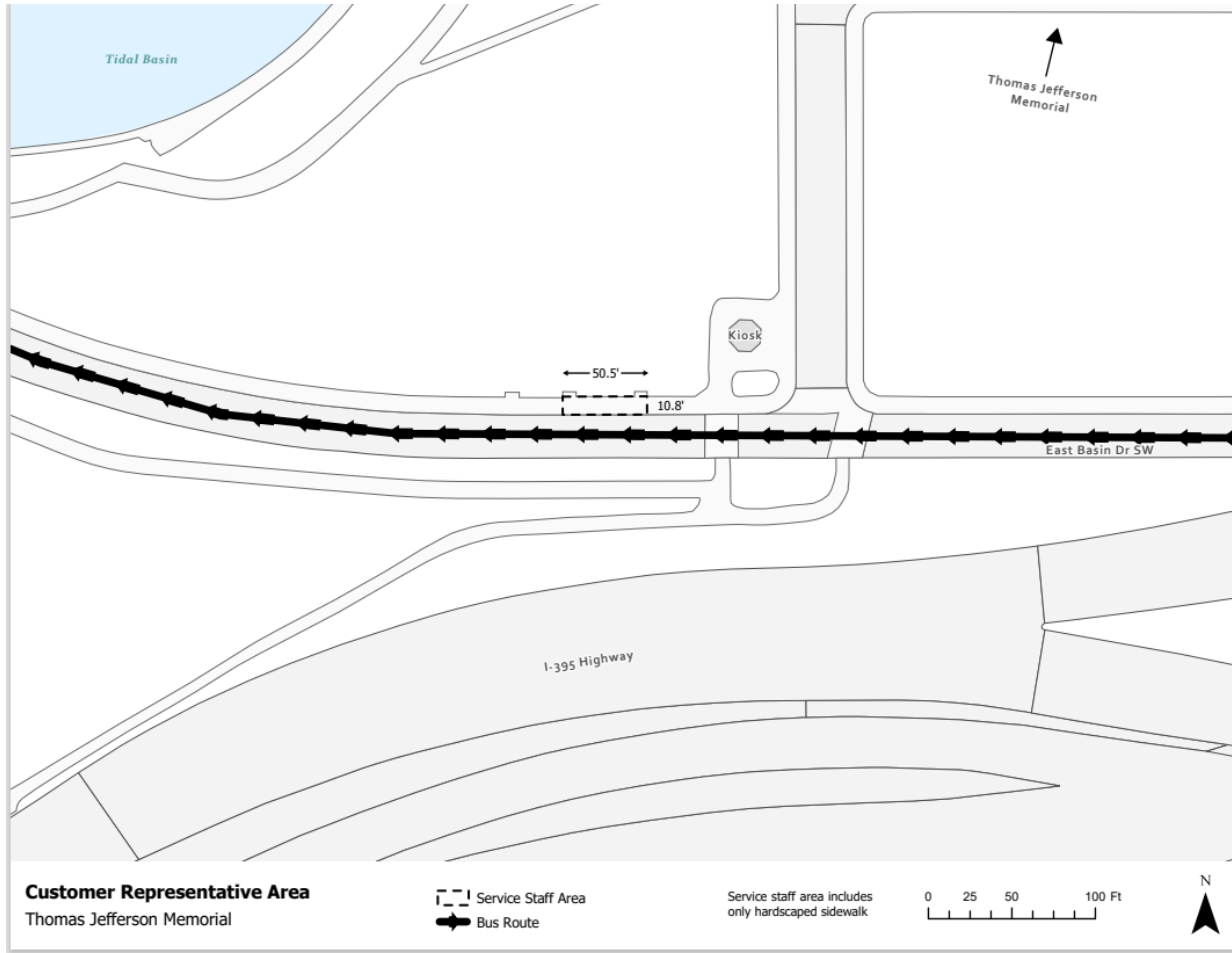 Tidal Basin
Thomas Jefferson
Memorial
Kiosk
50.5'
10.8'
East Basin Dr SW
I-395 Highway
Customer Representative Area
Thomas Jefferson Memorial
Service Staff Area
Bus Route
Service staff area includes
only hardscaped sidewalk
0 25 50 100 Ft
N